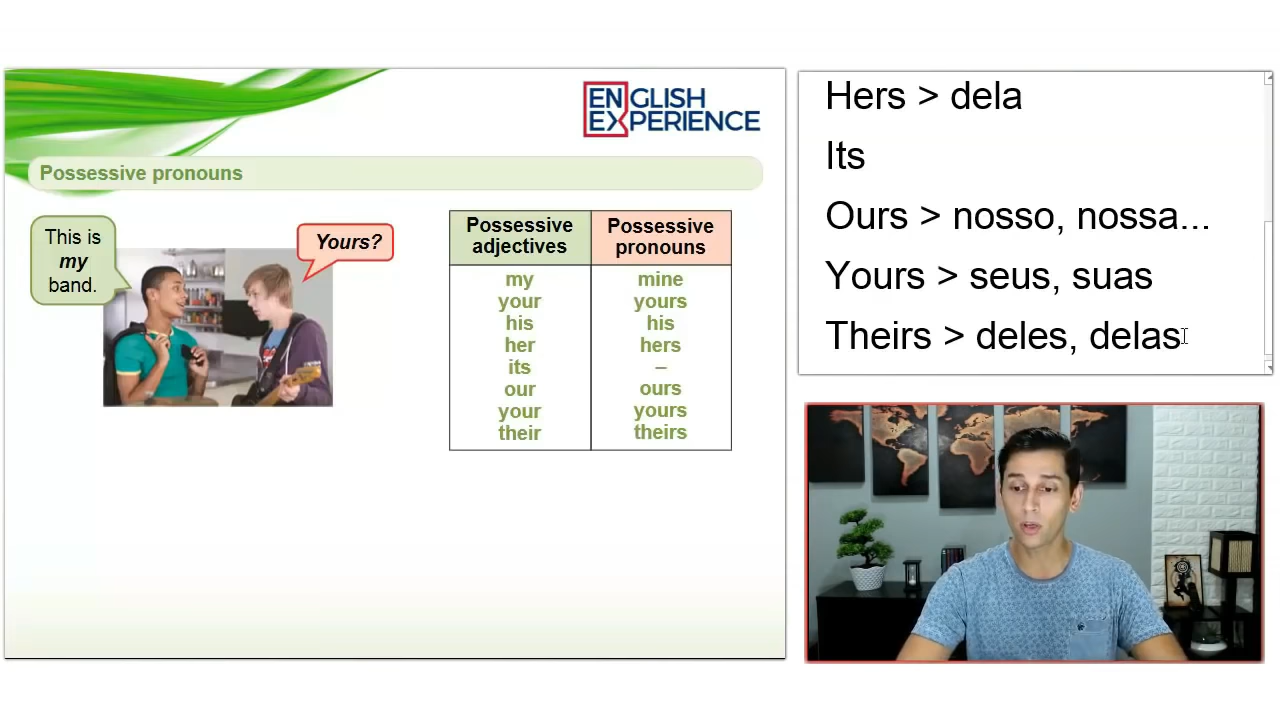 ENGLISH
EXPERIENCE
Possessive pronouns
This is
my
band.
Yours?
Possessive
adjectives
Possessive
pronouns
my
mine
your
yours
his
his
her
hers
its
–
our
ours
your
yours
their
theirs
Hers > dela
Its
Ours > nosso, nossa...
Yours > seus, suas
Theirs > deles, delas